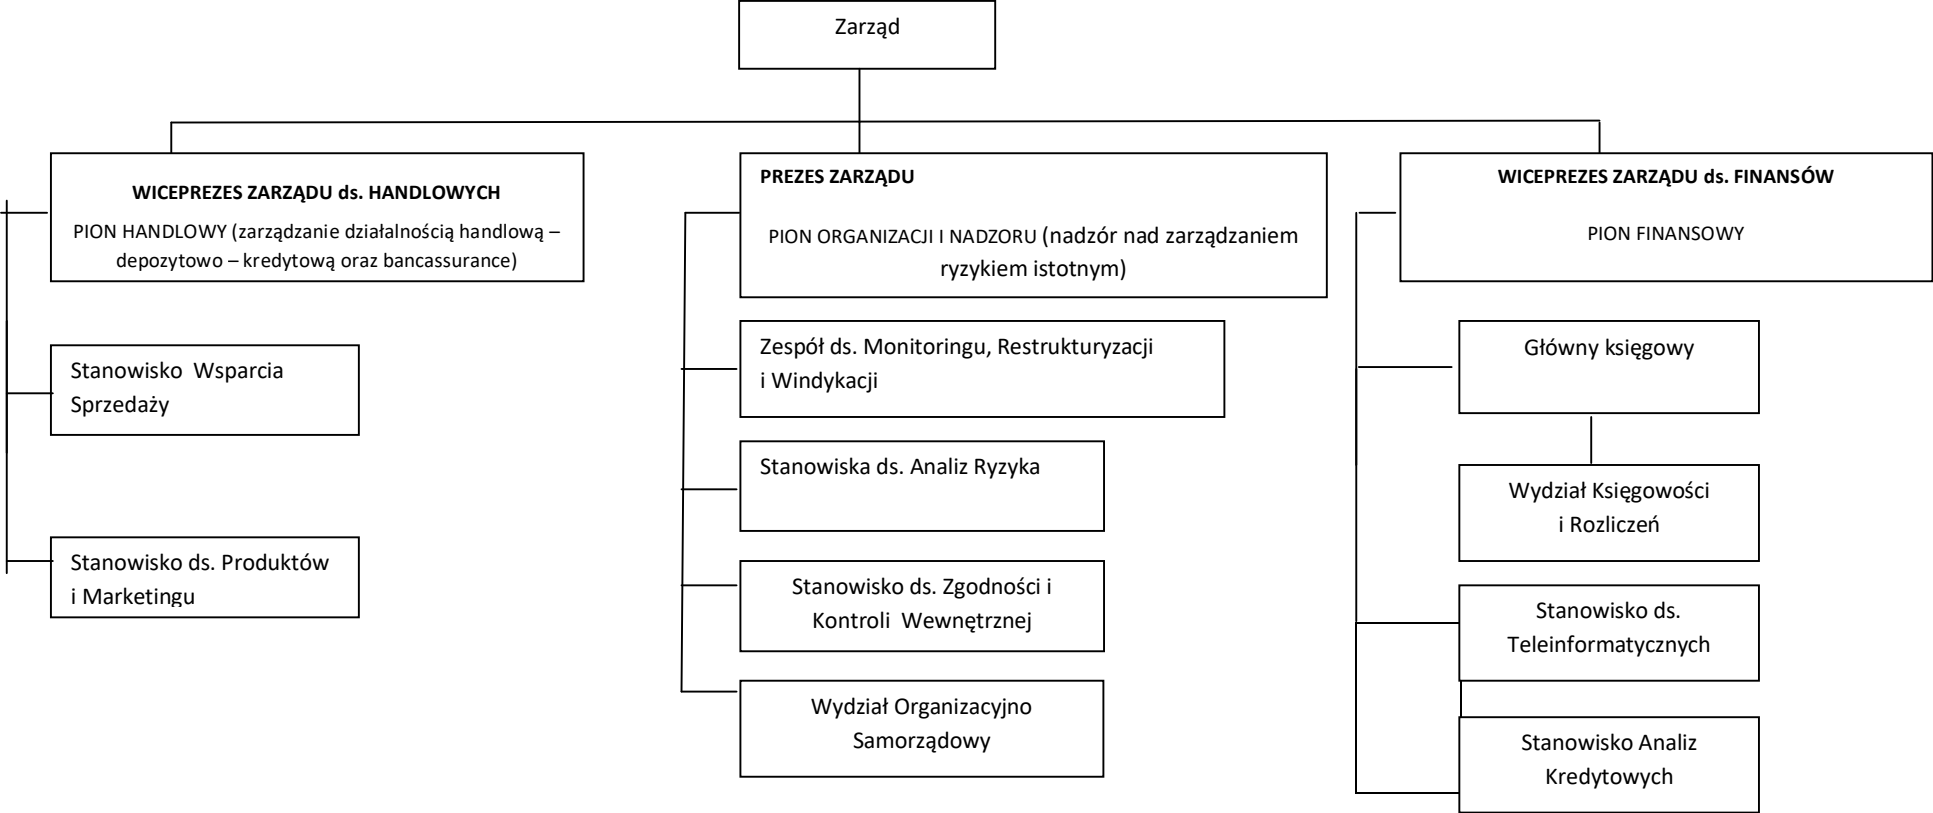 Zarząd
WICEPREZES ZARZĄDU ds. HANDLOWYCH
PION HANDLOWY (zarządzanie działalnością handlową –
depozytowo – kredytową oraz bancassurance)
Stanowisko Wsparcia
Sprzedaży
Stanowisko ds. Produktów
i Marketingu
PREZES ZARZĄDU
PION ORGANIZACJI I NADZORU (nadzór nad zarządzaniem
ryzykiem istotnym)
Zespół ds. Monitoringu, Restrukturyzacji
i Windykacji
Stanowiska ds. Analiz Ryzyka
Stanowisko ds. Zgodności i
Kontroli Wewnętrznej
Wydział Organizacyjno
Samorządowy
WICEPREZES ZARZĄDU ds. FINANSÓW
PION FINANSOWY
Główny księgowy
Wydział Księgowości
i Rozliczeń
Stanowisko ds.
Teleinformatycznych
Stanowisko Analiz
Kredytowych